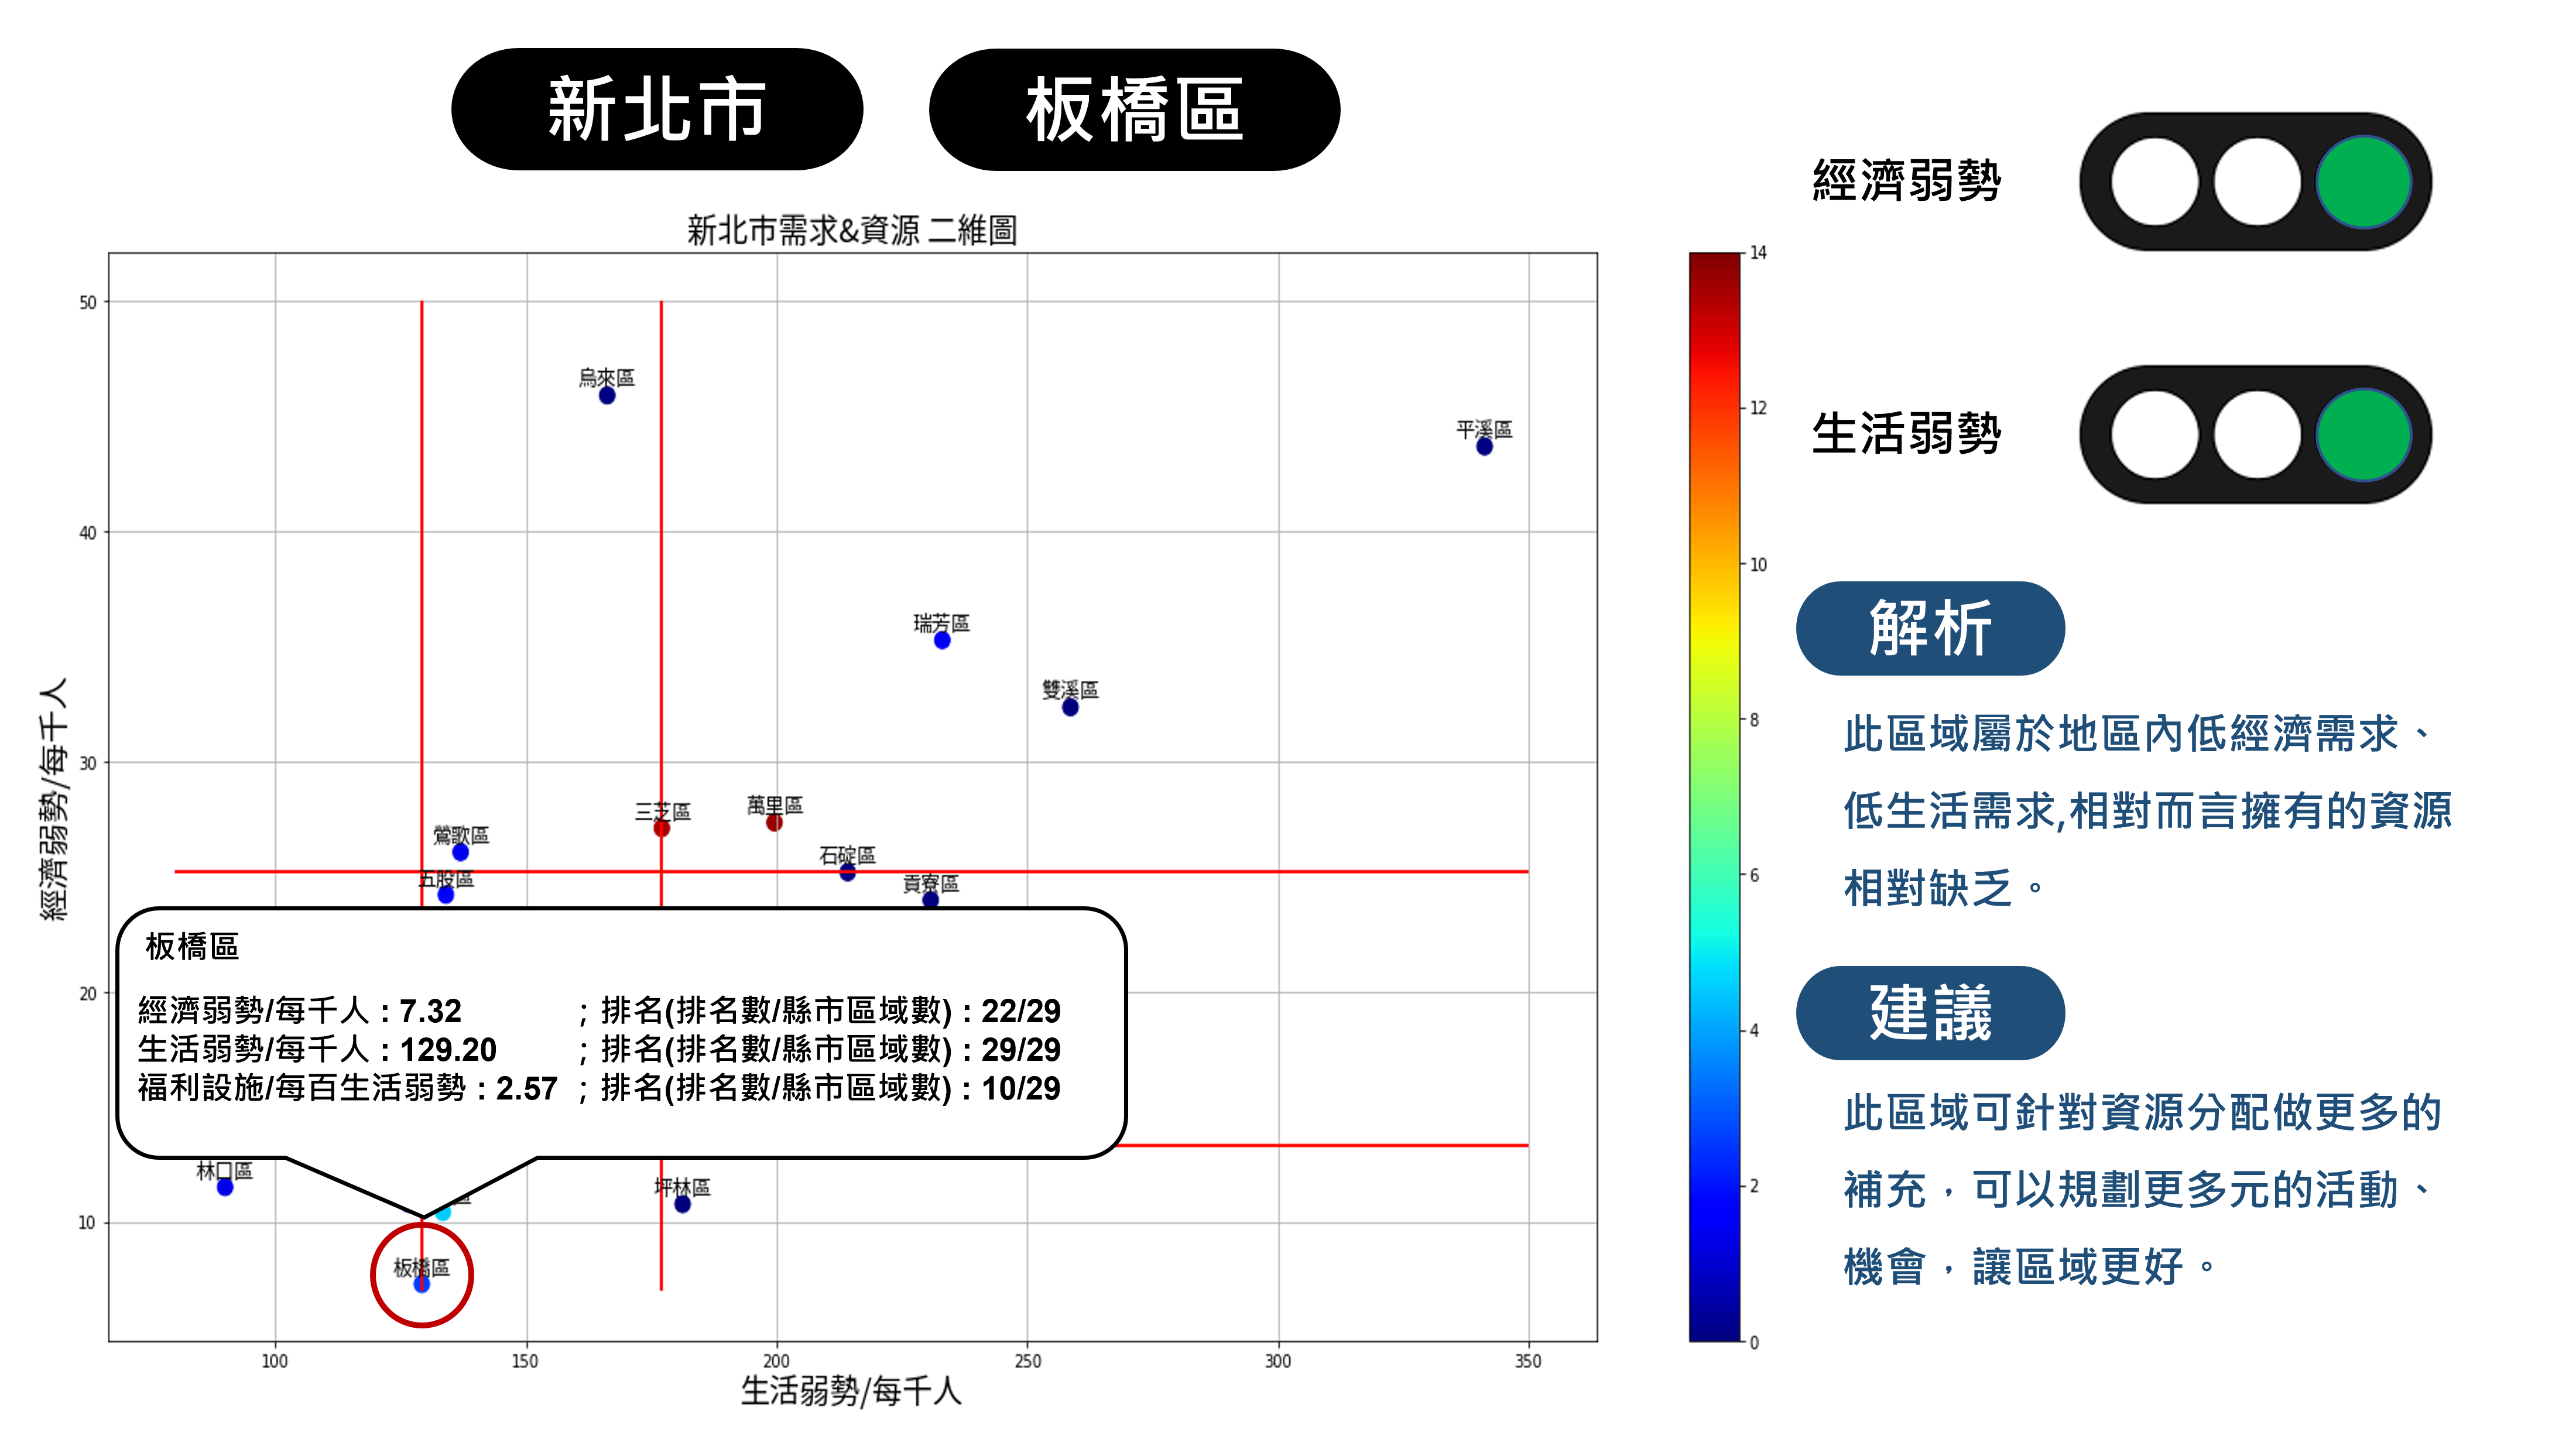 新北市
板橋區
新北市需求&資源 二維圖
經濟弱勢/每千人
50
40
30
20
10
烏來區
平溪區
瑞芳區
雙溪區
三芝區
萬里區
鶯歌區
石碇區
五股區
貢寮區
板橋區
經濟弱勢/每千人 : 7.32 ; 排名(排名數/縣市區域數) : 22/29
生活弱勢/每千人 : 129.20 ; 排名(排名數/縣市區域數) : 29/29
福利設施/每百生活弱勢 : 2.57 ; 排名(排名數/縣市區域數) : 10/29
林口區
區
坪林區
板橋區
100
150
200
250
300
350
生活弱勢/每千人
14
12
10
8
6
4
2
0
經濟弱勢
生活弱勢
解析
此區域屬於地區內低經濟需求、
低生活需求,相對而言擁有的資源
相對缺乏。
建議
此區域可針對資源分配做更多的
補充，可以規劃更多元的活動、
機會，讓區域更好。